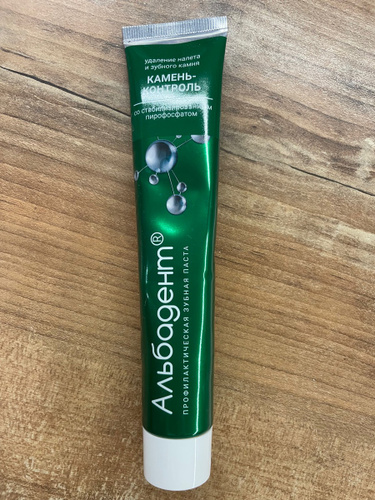 удаление налета
и зубного камня
КАМЕНЬ-
КОНТРОЛЬ
со стабилизированным
пирофосфатом
Альбадент®
ПРОФИЛАКТИЧЕСКАЯ ЗУБНАЯ ПАСТА